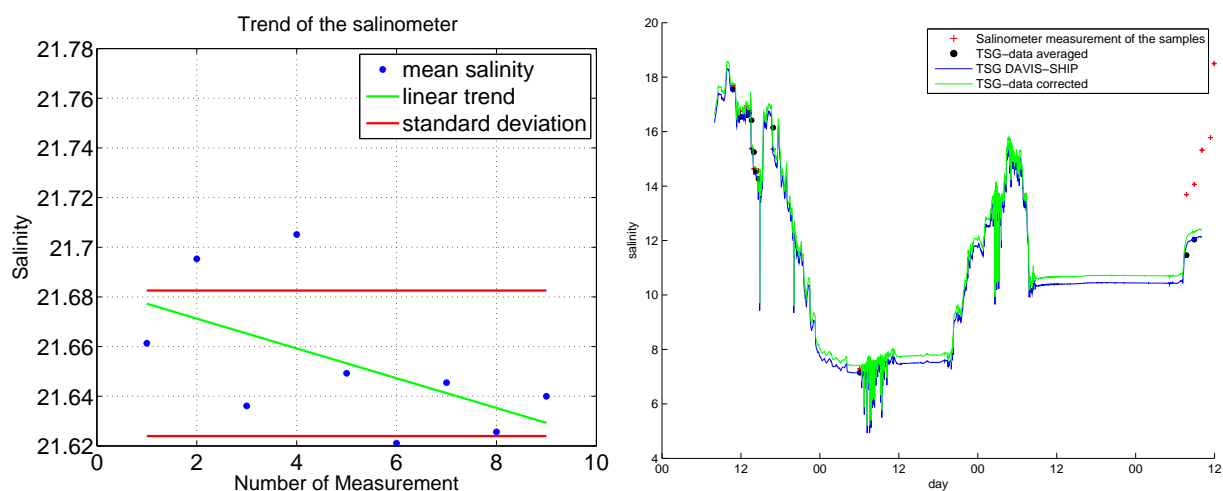 Trend of the salinometer
21.78
21.76
21.74
21.72
21.7
21.68
21.66
21.64
21.62
Salinity
mean salinity
linear trend
standard deviation
0
2
4
6
8
10
Number of Measurement
20
18
16
14
12
10
8
6
4
salinity
Salinometer measurement of the samples
TSG−data averaged
TSG DAVIS−SHIP
TSG−data corrected
00
12
00
12
00
12
00
12
day